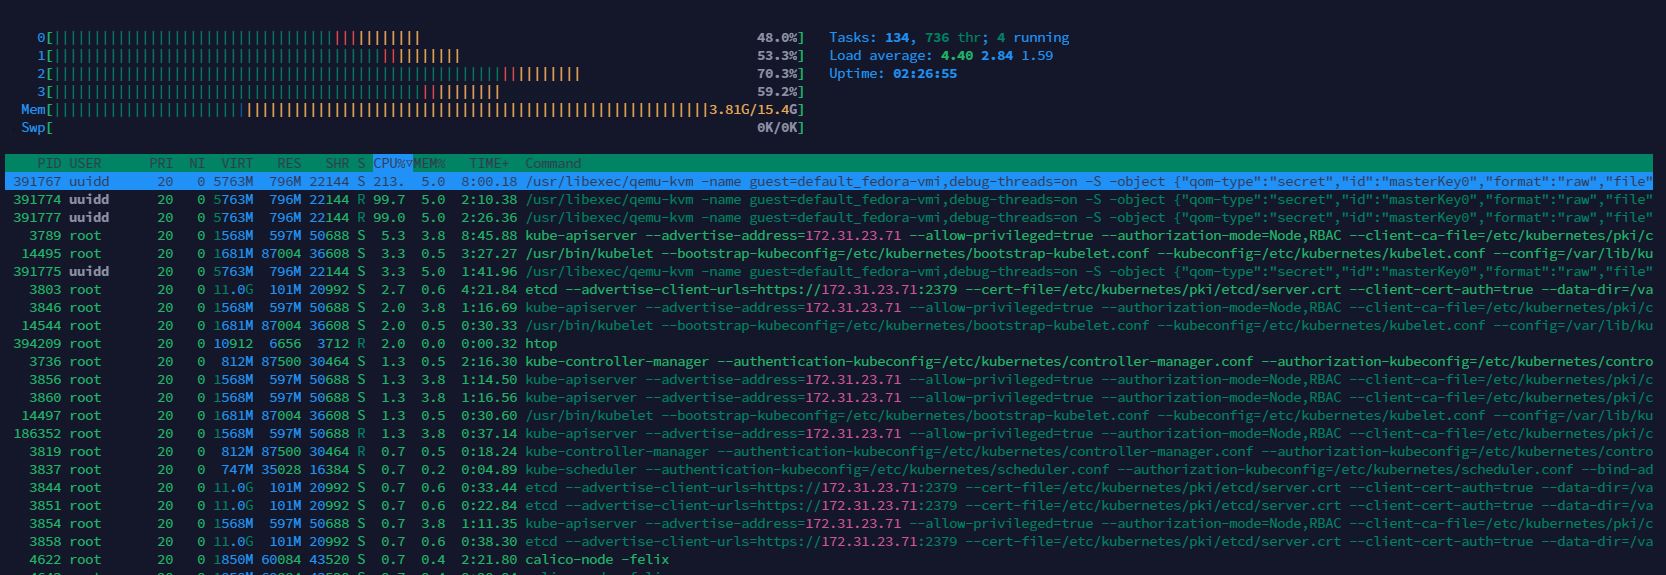 0[ 48.0%] Tasks: 134, 736 thr; 4 running
1[ 53.3%] Load average: 4.40 2.84 1.59
2[ 70.3%] Uptime: 02:26:55
3[ 59.2%]
Mem[ 3.81G/15.4G]
Swp[ 0K/0K]
PID USER PRI NI VIRT RES SHR S CPU%▽MEM% TIME+ Command
391767 uuidd 20 0 5763M 796M 22144 S 213. 5.0 8:00.18 /usr/libexec/qemu-kvm -name guest=default_fedora-vmi,debug-threads=on -S -object {"qom-type":"secret","id":"masterKey0","format":"raw","file"
391774 uuidd 20 0 5763M 796M 22144 R 99.7 5.0 2:10.38 /usr/libexec/qemu-kvm -name guest=default_fedora-vmi,debug-threads=on -S -object {"qom-type":"secret","id":"masterKey0","format":"raw","file"
391777 uuidd 20 0 5763M 796M 22144 R 99.0 5.0 2:26.36 /usr/libexec/qemu-kvm -name guest=default_fedora-vmi,debug-threads=on -S -object {"qom-type":"secret","id":"masterKey0","format":"raw","file"
3789 root 20 0 1568M 597M 50688 S 5.3 3.8 8:45.88 kube-apiserver --advertise-address=172.31.23.71 --allow-privileged=true --authorization-mode=Node,RBAC --client-ca-file=/etc/kubernetes/pki/c
14495 root 20 0 1681M 87004 36608 S 3.3 0.5 3:27.27 /usr/bin/kubelet --bootstrap-kubeconfig=/etc/kubernetes/bootstrap-kubelet.conf --kubeconfig=/etc/kubernetes/kubelet.conf --config=/var/lib/ku
391775 uuidd 20 0 5763M 796M 22144 S 3.3 5.0 1:41.96 /usr/libexec/qemu-kvm -name guest=default_fedora-vmi,debug-threads=on -S -object {"qom-type":"secret","id":"masterKey0","format":"raw","file"
3803 root 20 0 11.0G 101M 20992 S 2.7 0.6 4:21.84 etcd --advertise-client-urls=https://172.31.23.71:2379 --cert-file=/etc/kubernetes/pki/etcd/server.crt --client-cert-auth=true --data-dir=/va
3846 root 20 0 1568M 597M 50688 S 2.0 3.8 1:16.69 kube-apiserver --advertise-address=172.31.23.71 --allow-privileged=true --authorization-mode=Node,RBAC --client-ca-file=/etc/kubernetes/pki/c
14544 root 20 0 1681M 87004 36608 S 2.0 0.5 0:30.33 /usr/bin/kubelet --bootstrap-kubeconfig=/etc/kubernetes/bootstrap-kubelet.conf --kubeconfig=/etc/kubernetes/kubelet.conf --config=/var/lib/ku
394209 root 20 0 10912 6656 3712 R 2.0 0.0 0:00.32 htop
3736 root 20 0 812M 87500 30464 S 1.3 0.5 2:16.30 kube-controller-manager --authentication-kubeconfig=/etc/kubernetes/controller-manager.conf --authorization-kubeconfig=/etc/kubernetes/contro
3856 root 20 0 1568M 597M 50688 S 1.3 3.8 1:14.50 kube-apiserver --advertise-address=172.31.23.71 --allow-privileged=true --authorization-mode=Node,RBAC --client-ca-file=/etc/kubernetes/pki/c
3860 root 20 0 1568M 597M 50688 S 1.3 3.8 1:16.56 kube-apiserver --advertise-address=172.31.23.71 --allow-privileged=true --authorization-mode=Node,RBAC --client-ca-file=/etc/kubernetes/pki/c
14497 root 20 0 1681M 87004 36608 S 1.3 0.5 0:30.60 /usr/bin/kubelet --bootstrap-kubeconfig=/etc/kubernetes/bootstrap-kubelet.conf --kubeconfig=/etc/kubernetes/kubelet.conf --config=/var/lib/ku
186352 root 20 0 1568M 597M 50688 R 1.3 3.8 0:37.14 kube-apiserver --advertise-address=172.31.23.71 --allow-privileged=true --authorization-mode=Node,RBAC --client-ca-file=/etc/kubernetes/pki/c
3819 root 20 0 812M 87500 30464 R 0.7 0.5 0:18.24 kube-controller-manager --authentication-kubeconfig=/etc/kubernetes/controller-manager.conf --authorization-kubeconfig=/etc/kubernetes/contro
3837 root 20 0 747M 35028 16384 S 0.7 0.2 0:04.89 kube-scheduler --authentication-kubeconfig=/etc/kubernetes/scheduler.conf --authorization-kubeconfig=/etc/kubernetes/scheduler.conf --bind-ad
3844 root 20 0 11.0G 101M 20992 S 0.7 0.6 0:33.44 etcd --advertise-client-urls=https://172.31.23.71:2379 --cert-file=/etc/kubernetes/pki/etcd/server.crt --client-cert-auth=true --data-dir=/va
3851 root 20 0 11.0G 101M 20992 S 0.7 0.6 0:22.84 etcd --advertise-client-urls=https://172.31.23.71:2379 --cert-file=/etc/kubernetes/pki/etcd/server.crt --client-cert-auth=true --data-dir=/va
3854 root 20 0 1568M 597M 50688 S 0.7 3.8 1:11.35 kube-apiserver --advertise-address=172.31.23.71 --allow-privileged=true --authorization-mode=Node,RBAC --client-ca-file=/etc/kubernetes/pki/c
3858 root 20 0 11.0G 101M 20992 S 0.7 0.6 0:38.30 etcd --advertise-client-urls=https://172.31.23.71:2379 --cert-file=/etc/kubernetes/pki/etcd/server.crt --client-cert-auth=true --data-dir=/va
4622 root 20 0 1850M 60084 43520 S 0.7 0.4 2:21.80 calico-node -felix